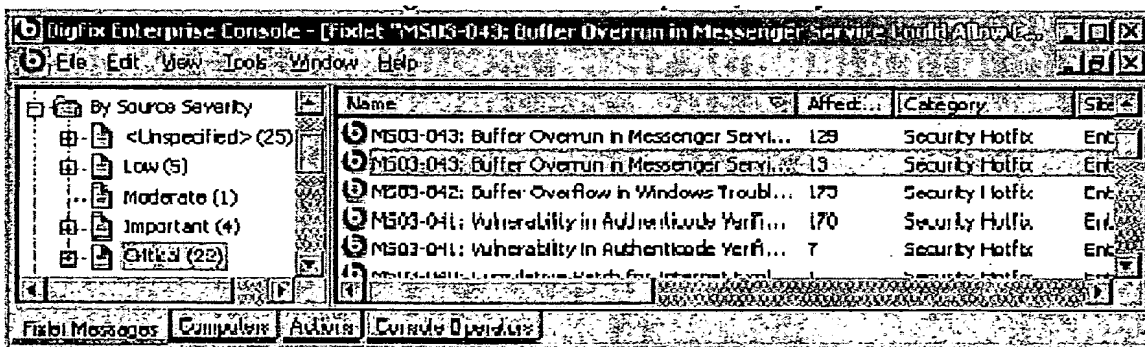 BigFix Enterprise Console - [Fixlet "MS03-043: Buffer Overrun in Messenger Service Could Allow
File Edit View Tools Window Help
By Source Severity
<Unspecified> (25)
Low (5)
Moderate (1)
Important (4)
Critical (22)
Name Affect... Category Site
MS03-043: Buffer Overrun in Messenger Servi... 129 Security Hotfix Ent
MS03-043: Buffer Overrun in Messenger Servi... 13 Security Hotfix Ent
MS03-042: Buffer Overflow in Windows Troubl... 173 Security Hotfix Ent
MS03-041: Vulnerability in Authenticode Verifi... 170 Security Hotfix Ent
MS03-041: Vulnerability in Authenticode Verifi... 7 Security Hotfix Ent
Fixlet Messages Computers Actions Console Operators